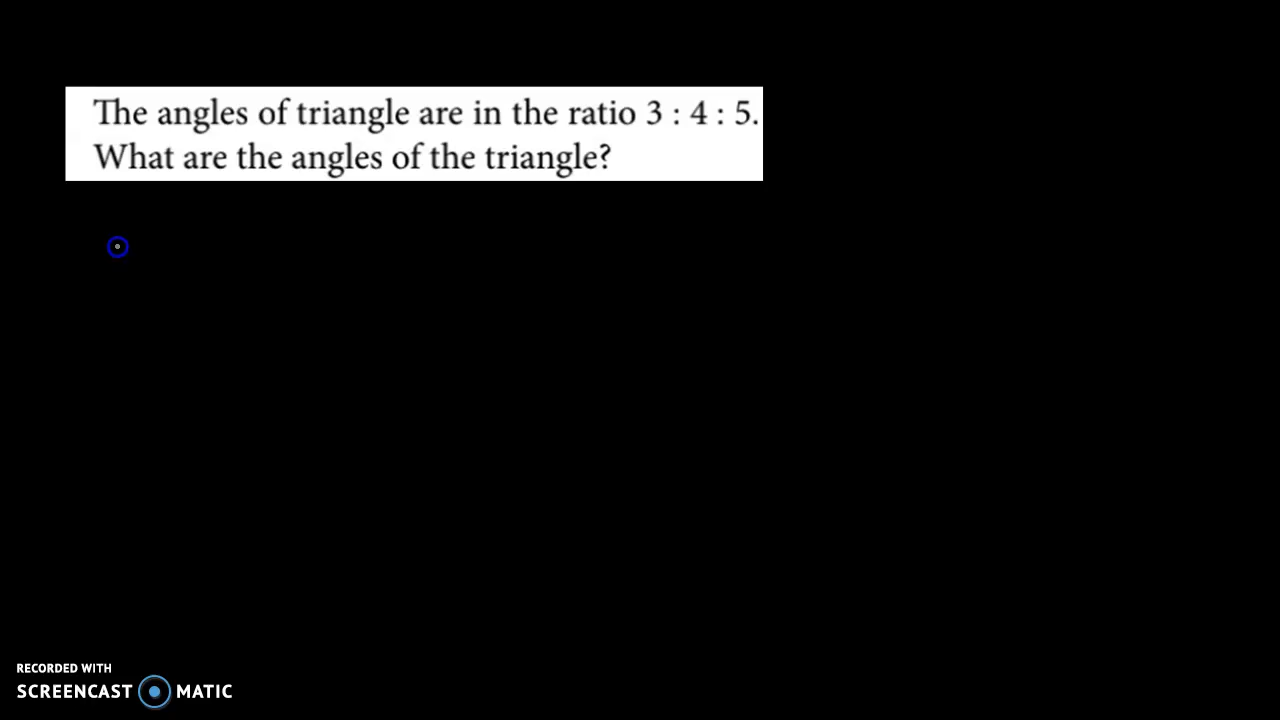 The angles of triangle are in the ratio 3 : 4 : 5.
What are the angles of the triangle?
RECORDED WITH
SCREENCAST MATIC